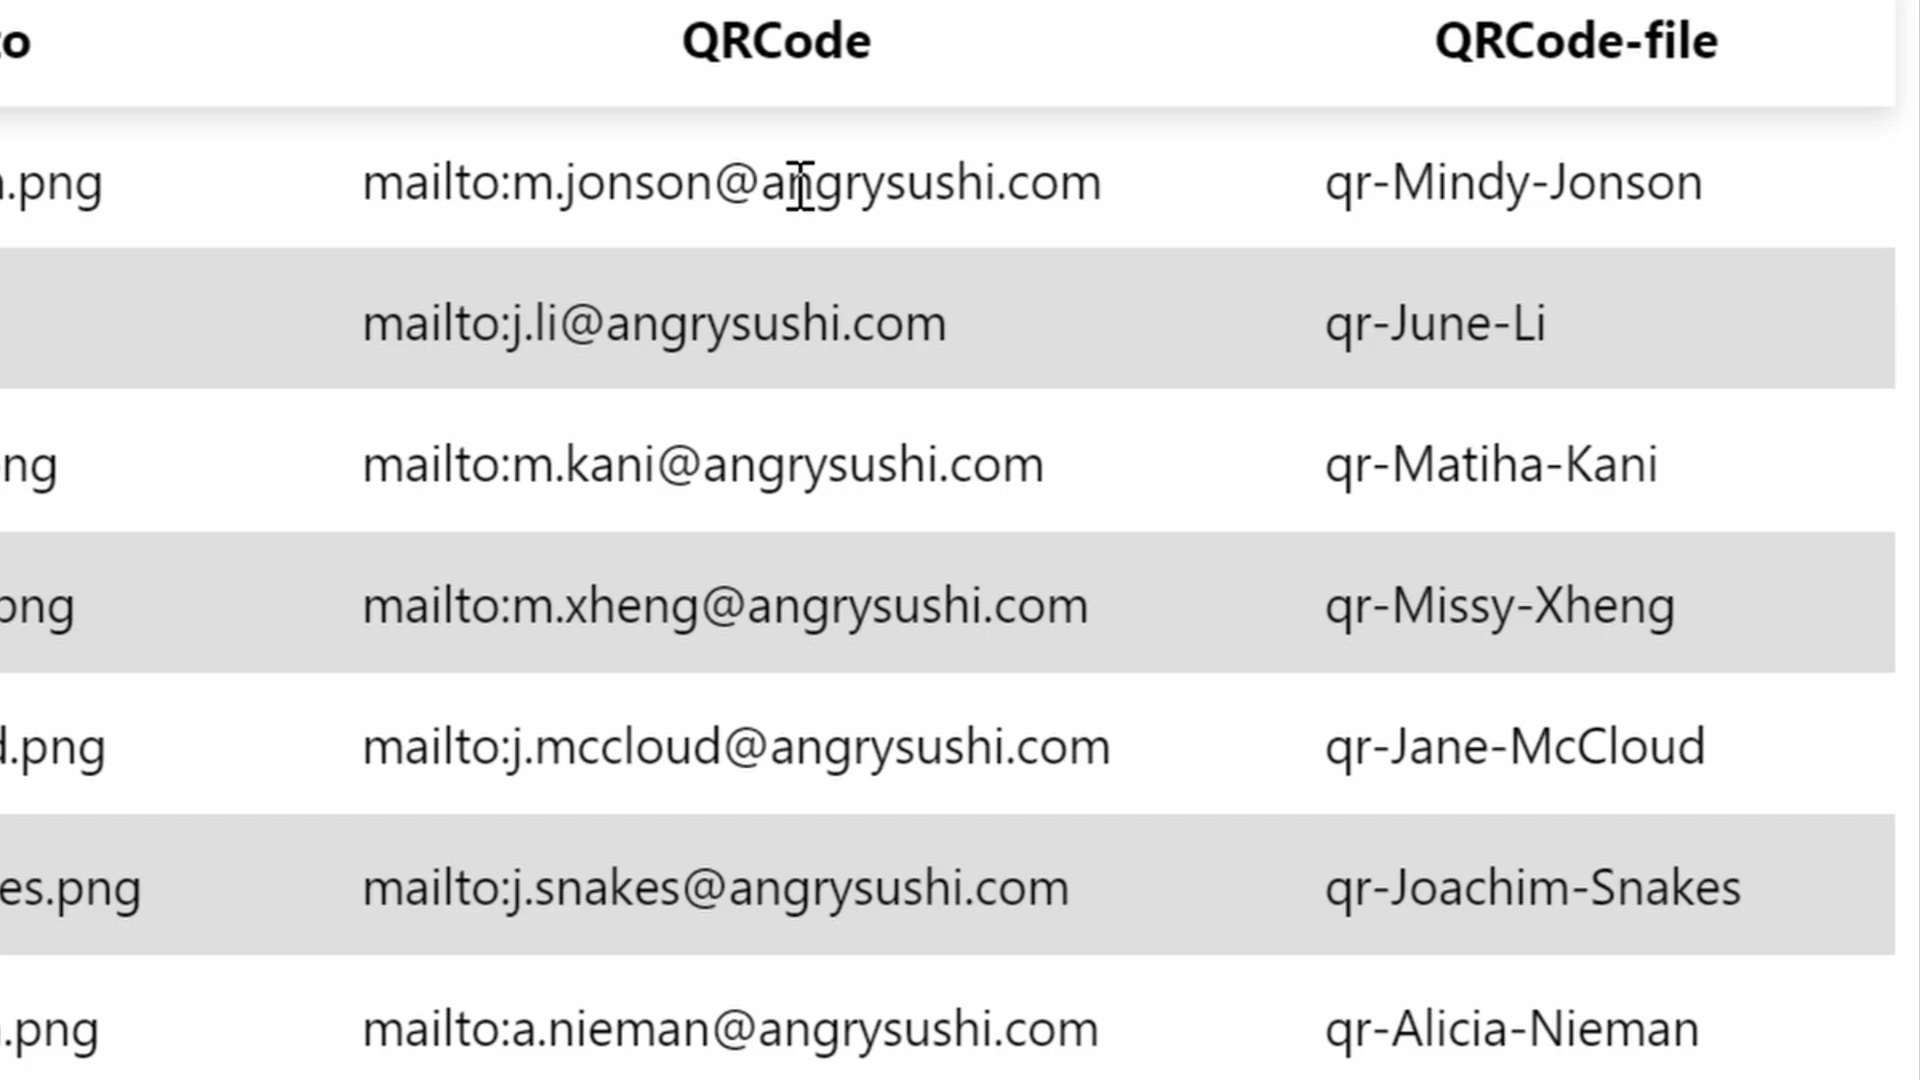 to QRCode QRCode-file
.png mailto:m.jonson@angrysushi.com qr-Mindy-Jonson
mailto:j.li@angrysushi.com qr-June-Li
ng mailto:m.kani@angrysushi.com qr-Matiha-Kani
png mailto:m.xheng@angrysushi.com qr-Missy-Xheng
d.png mailto:j.mccloud@angrysushi.com qr-Jane-McCloud
es.png mailto:j.snakes@angrysushi.com qr-Joachim-Snakes
.png mailto:a.nieman@angrysushi.com qr-Alicia-Nieman